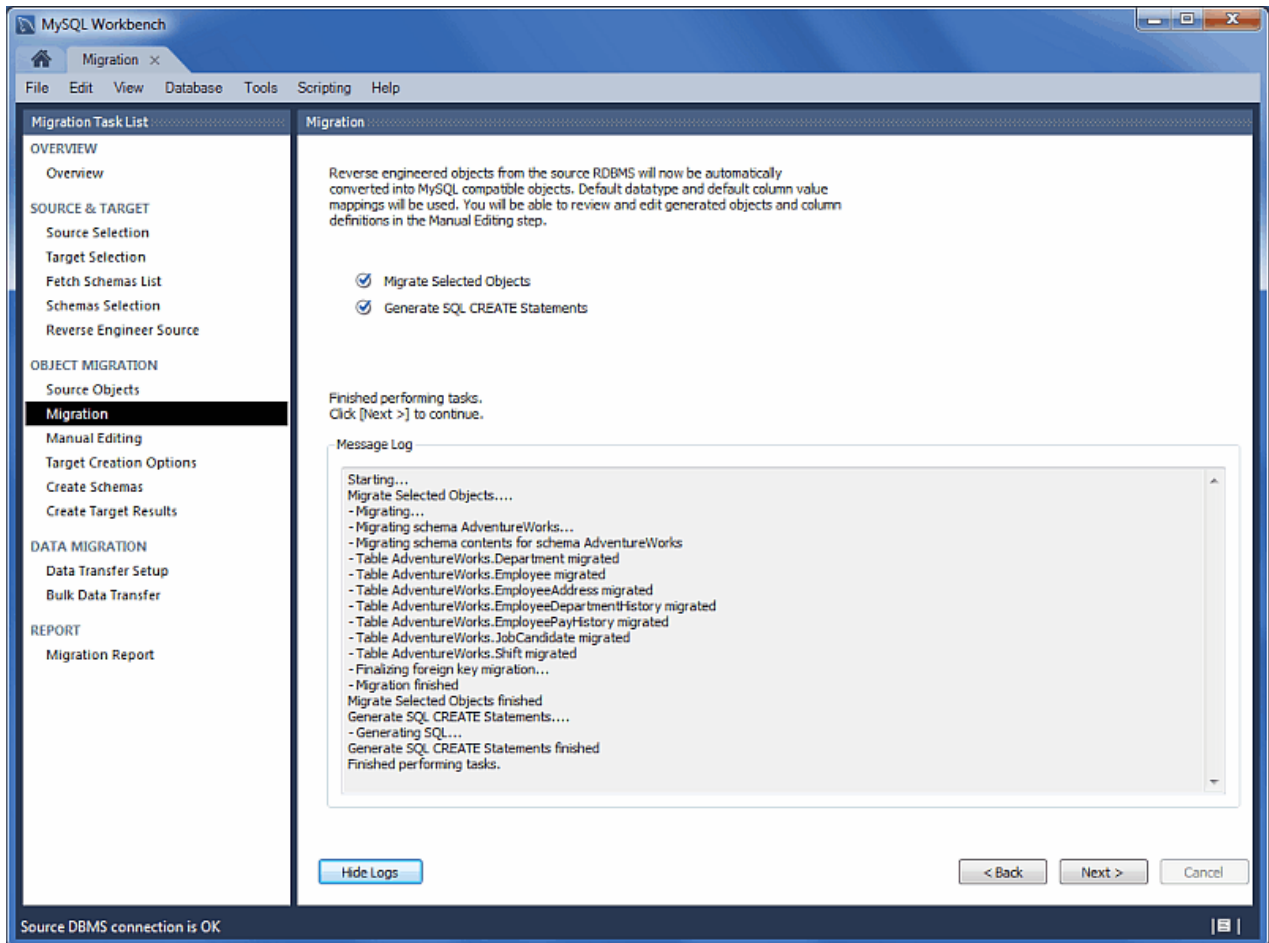 MySQL Workbench
Migration
File Edit View Database Tools Scripting Help
Migration Task List
OVERVIEW
Overview
SOURCE & TARGET
Source Selection
Target Selection
Fetch Schemas List
Schemas Selection
Reverse Engineer Source
OBJECT MIGRATION
Source Objects
Migration
Manual Editing
Target Creation Options
Create Schemas
Create Target Results
DATA MIGRATION
Data Transfer Setup
Bulk Data Transfer
REPORT
Migration Report
Migration
Reverse engineered objects from the source RDBMS will now be automatically
converted into MySQL compatible objects. Default datatype and default column value
mappings will be used. You will be able to review and edit generated objects and column
definitions in the Manual Editing step.
Migrate Selected Objects
Generate SQL CREATE Statements
Finished performing tasks.
Click [Next >] to continue.
Message Log
Starting...
Migrate Selected Objects....
- Migrating...
- Migrating schema AdventureWorks...
- Migrating schema contents for schema AdventureWorks
- Table AdventureWorks.Department migrated
- Table AdventureWorks.Employee migrated
- Table AdventureWorks.EmployeeAddress migrated
- Table AdventureWorks.EmployeeDepartmentHistory migrated
- Table AdventureWorks.EmployeePayHistory migrated
- Table AdventureWorks.JobCandidate migrated
- Table AdventureWorks.Shift migrated
- Finalizing foreign key migration...
- Migration finished
Migrate Selected Objects finished
Generate SQL CREATE Statements....
- Generating SQL...
Generate SQL CREATE Statements finished
Finished performing tasks.
Hide Logs
< Back
Next >
Cancel
Source DBMS connection is OK